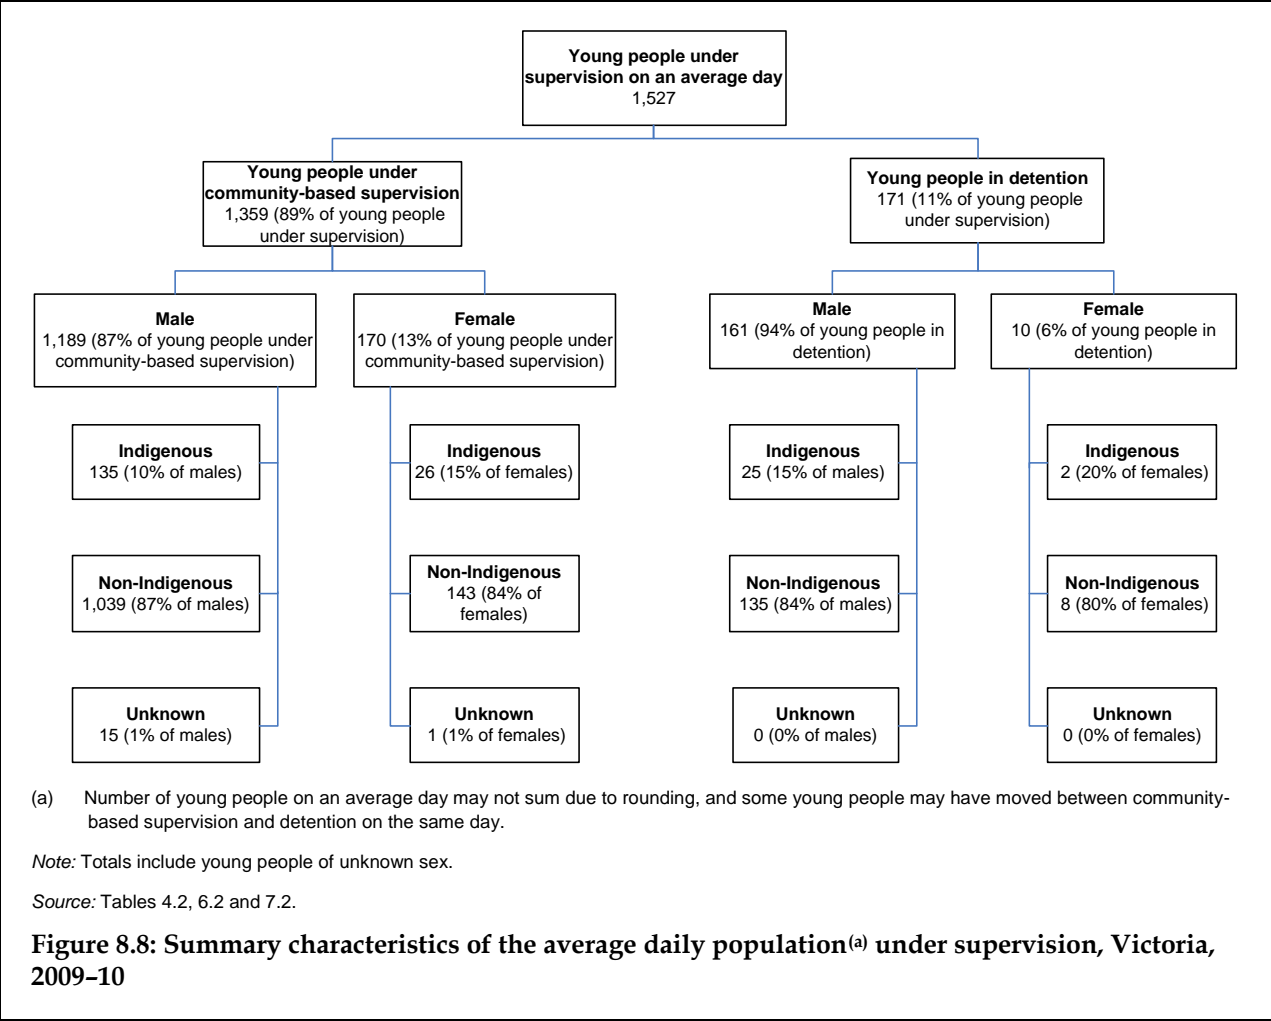 Young people under
supervision on an average day
1,527
Young people under
community-based supervision
1,359 (89% of young people
under supervision)
Young people in detention
171 (11% of young people
under supervision)
Male
1,189 (87% of young people under
community-based supervision)
Female
170 (13% of young people under
community-based supervision)
Male
161 (94% of young people in
detention)
Female
10 (6% of young people in
detention)
Indigenous
135 (10% of males)
Indigenous
26 (15% of females)
Indigenous
25 (15% of males)
Indigenous
2 (20% of females)
Non-Indigenous
1,039 (87% of males)
Non-Indigenous
143 (84% of
females)
Non-Indigenous
135 (84% of males)
Non-Indigenous
8 (80% of females)
Unknown
15 (1% of males)
Unknown
1 (1% of females)
Unknown
0 (0% of males)
Unknown
0 (0% of females)
(a) Number of young people on an average day may not sum due to rounding, and some young people may have moved between community-
based supervision and detention on the same day.
Note: Totals include young people of unknown sex.
Source: Tables 4.2, 6.2 and 7.2.
Figure 8.8: Summary characteristics of the average daily population(a) under supervision, Victoria,
2009–10